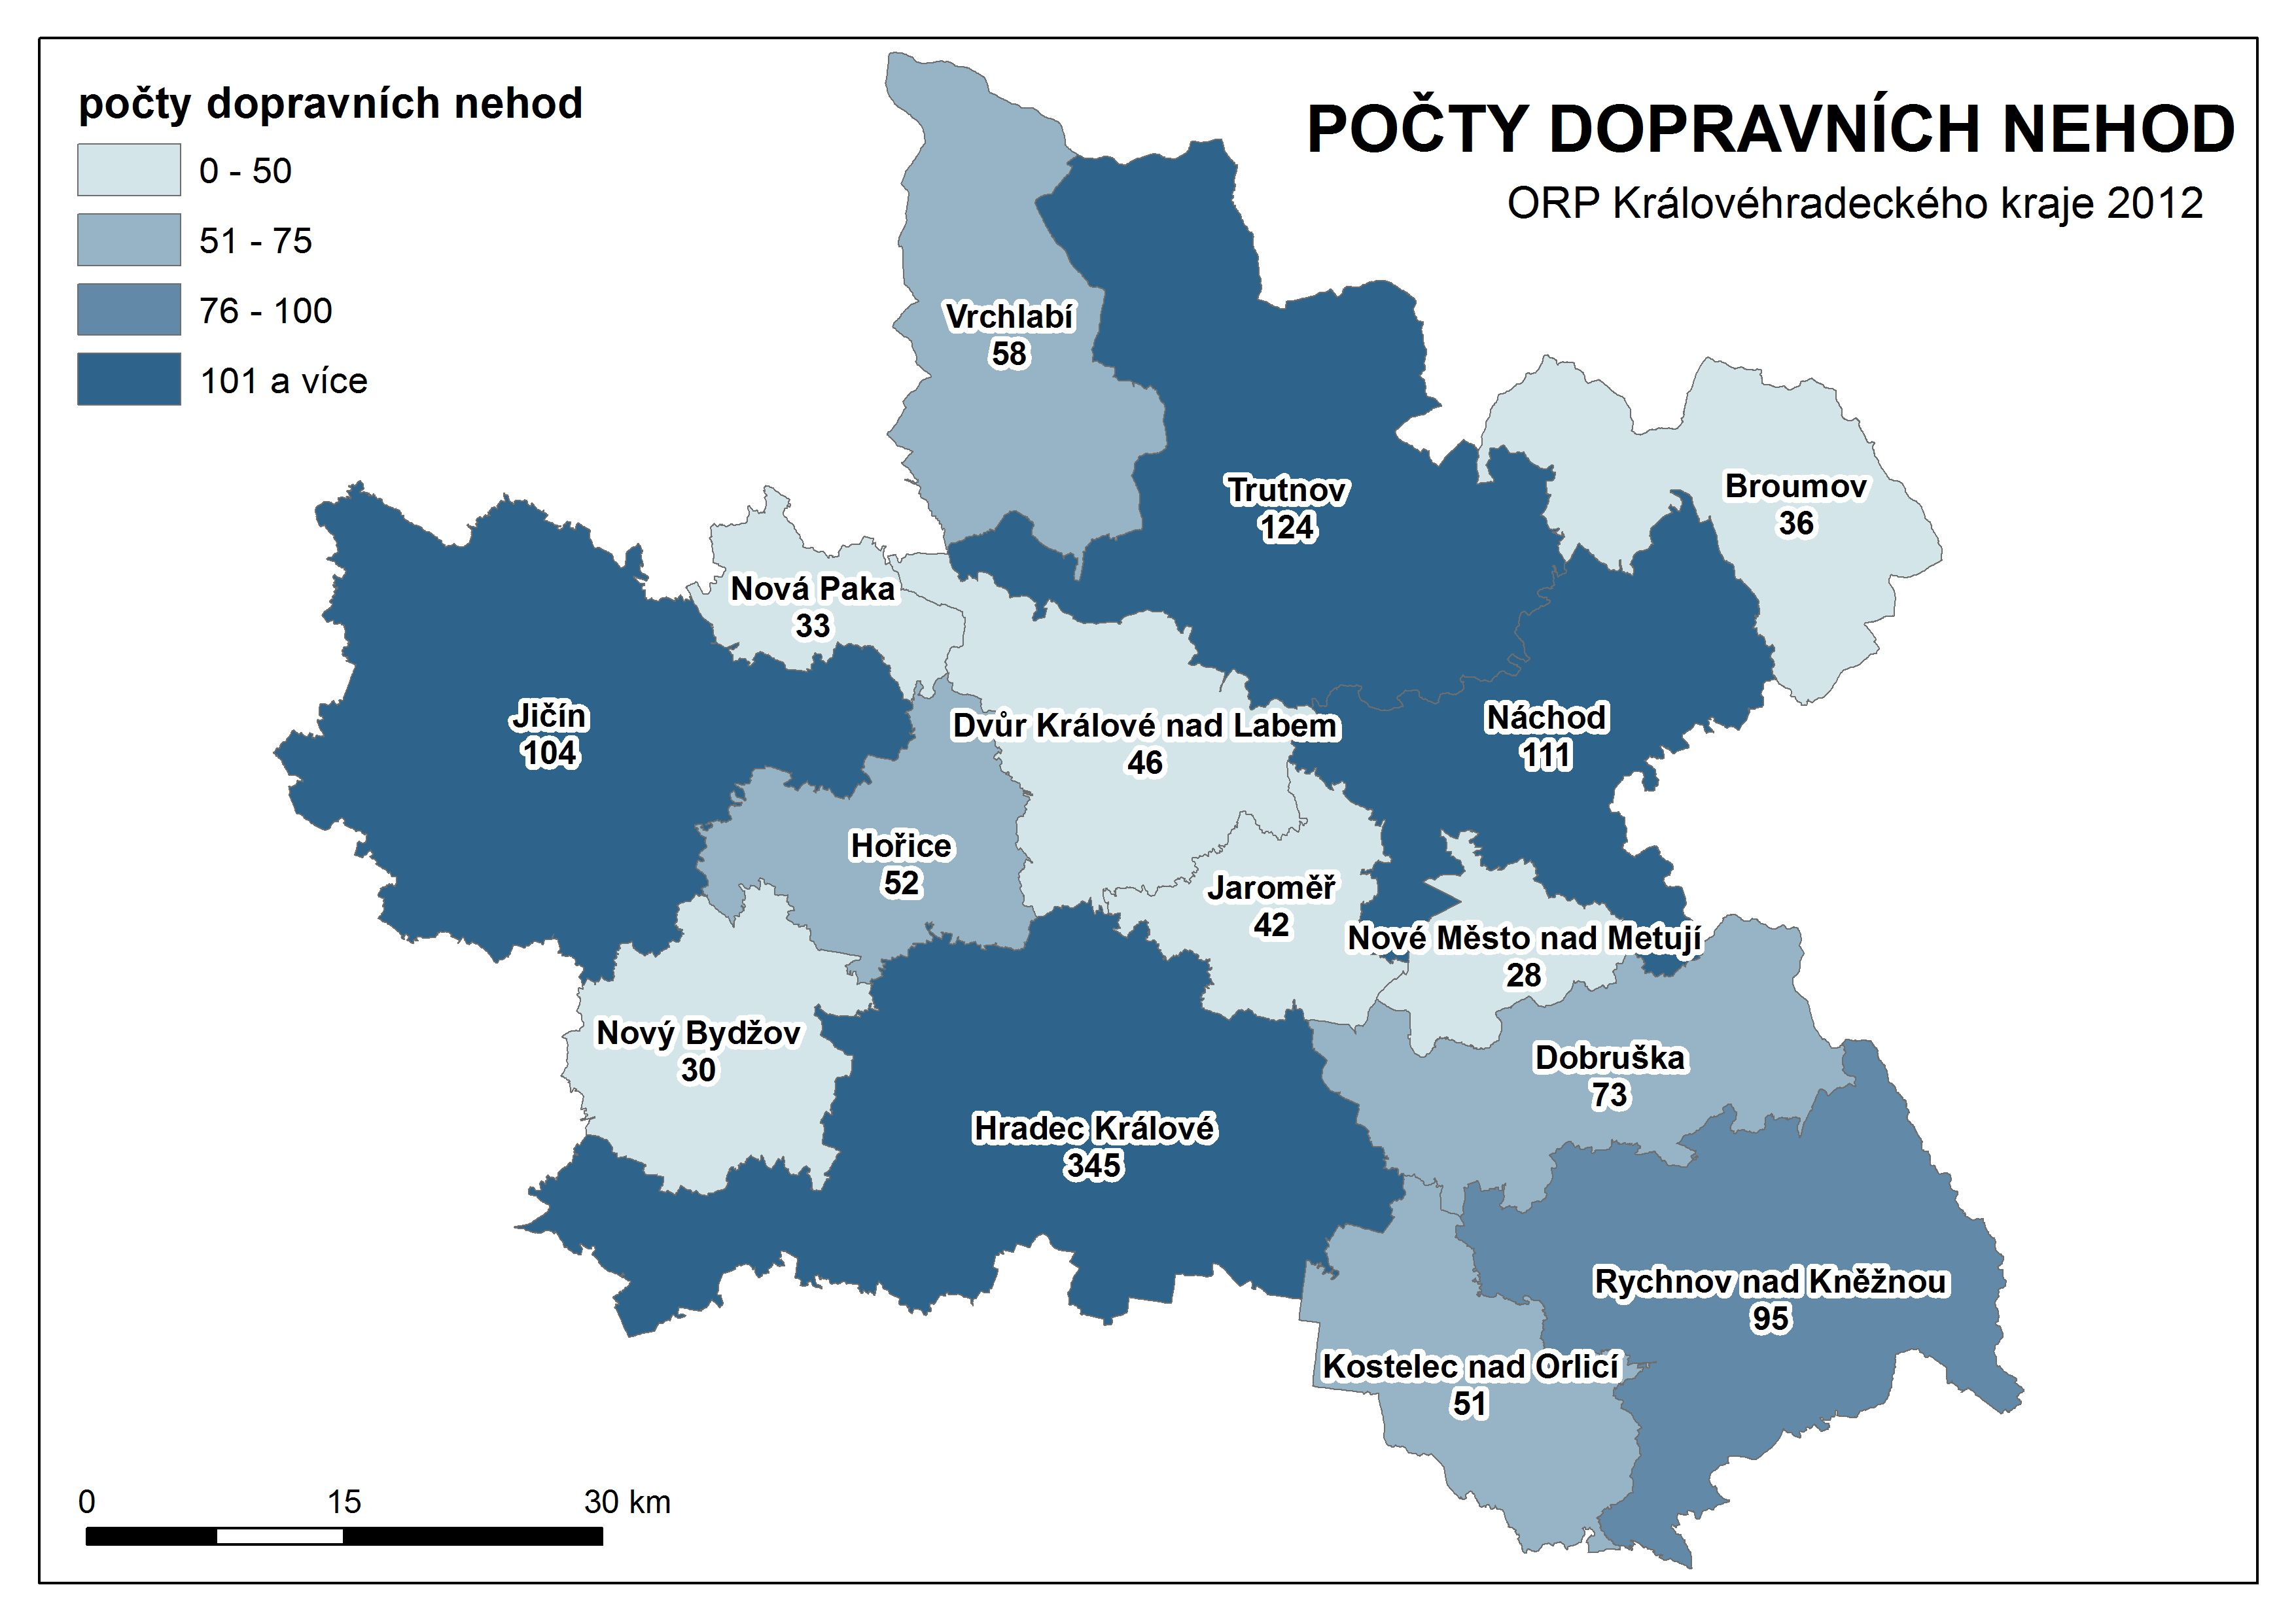 počty dopravních nehod
0 - 50
51 - 75
76 - 100
101 a více
POČTY DOPRAVNÍCH NEHOD
ORP Královéhradeckého kraje 2012
Vrchlabí
58
Trutnov
124
Broumov
36
Nová Paka
33
Jičín
104
Dvůr Králové nad Labem
46
Náchod
111
Hořice
52
Jaroměř
42
Nové Město nad Metují
28
Nový Bydžov
30
Dobruška
73
Hradec Králové
345
Rychnov nad Kněžnou
95
Kostelec nad Orlicí
51
0 15 30 km